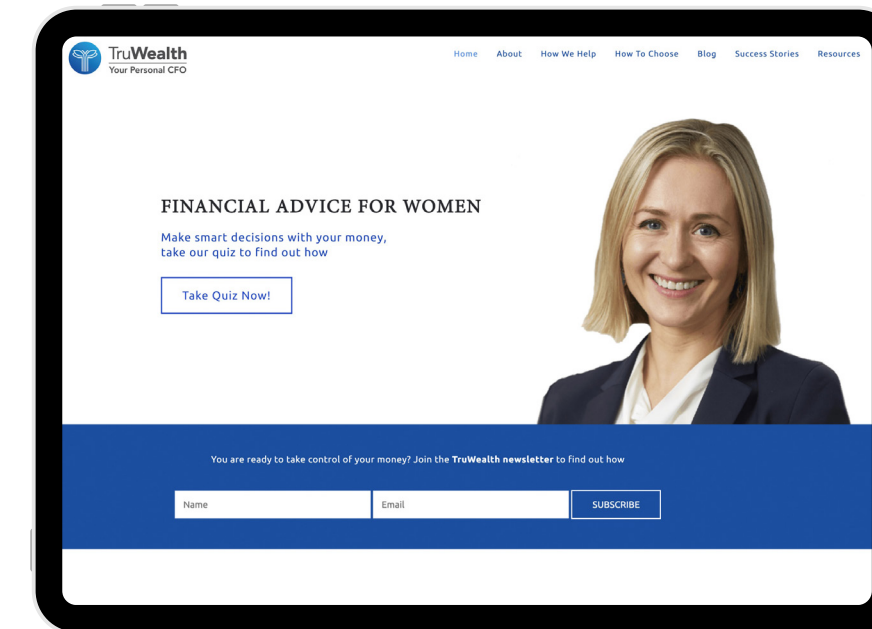 TruWealth
Your Personal CFO
Home About How We Help How To Choose Blog Success Stories Resources
FINANCIAL ADVICE FOR WOMEN
Make smart decisions with your money,
take our quiz to find out how
Take Quiz Now!
You are ready to take control of your money? Join the TruWealth newsletter to find out how
Name Email SUBSCRIBE